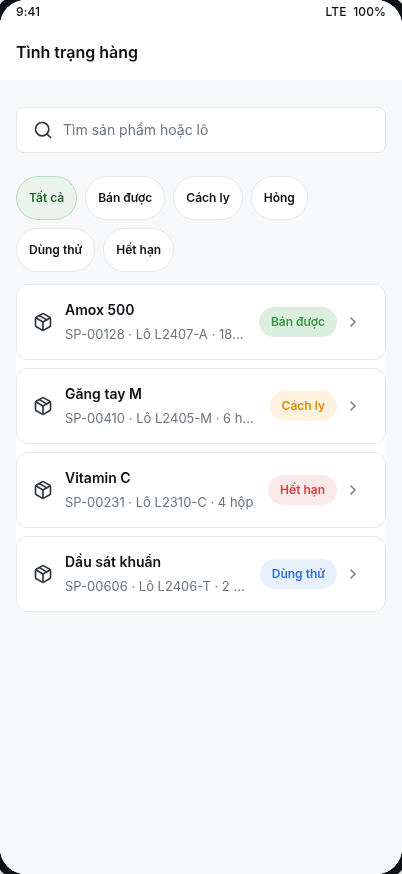 9:41 LTE 100%
Tình trạng hàng
Tìm sản phẩm hoặc lô
Tất cả Bán được Cách ly Hỏng
Dùng thử Hết hạn
Amox 500
SP-00128 · Lô L2407-A · 18... Bán được
Găng tay M
SP-00410 · Lô L2405-M · 6 h... Cách ly
Vitamin C
SP-00231 · Lô L2310-C · 4 hộp Hết hạn
Dầu sát khuẩn
SP-00606 · Lô L2406-T · 2 ... Dùng thử